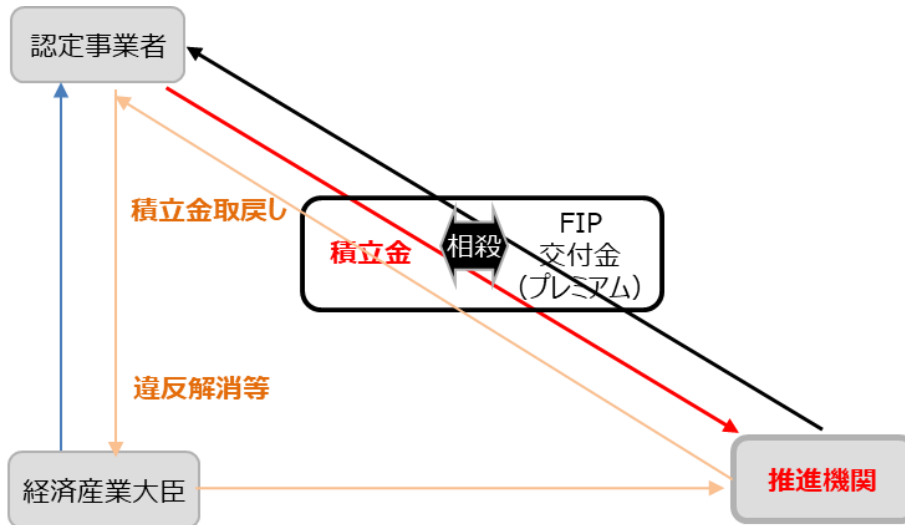 認定事業者
積立金取戻し
積立金
相殺
FIP
交付金
(プレミアム)
違反解消等
経済産業大臣
推進機関